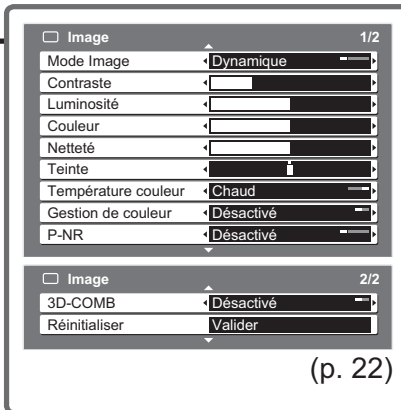 Image 1/2
Mode Image Dynamique
Contraste
Luminosité
Couleur
Netteté
Teinte
Température couleur Chaud
Gestion de couleur Désactivé
P-NR Désactivé
Image 2/2
3D-COMB Désactivé
Réinitialiser Valider
(p. 22)